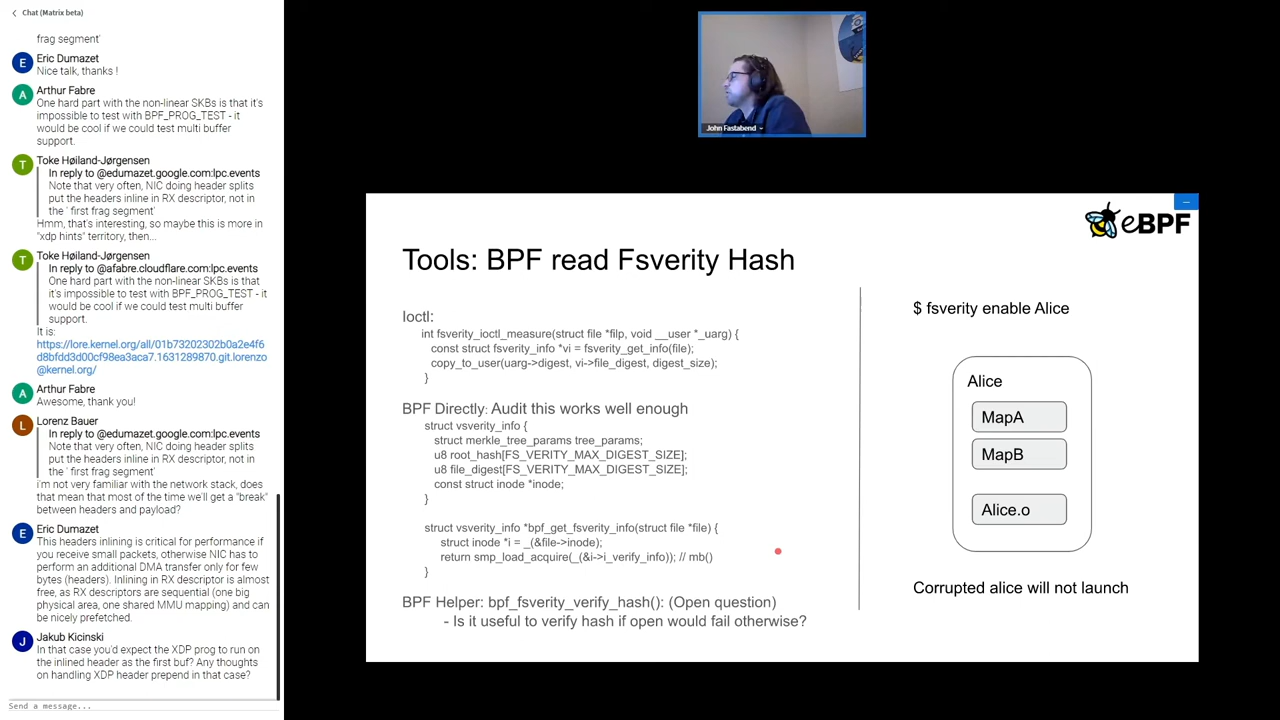 Chat (Matrix beta)
frag segment'
E
Eric Dumazet
Nice talk, thanks !
A
Arthur Fabre
One hard part with the non-linear SKBs is that it's
impossible to test with BPF_PROG_TEST - it
would be cool if we could test multi buffer
support.
T
Toke Høiland-Jørgensen
In reply to @edumazet.google.com:lpc.events
Note that very often, NIC doing header splits
put the headers inline in RX descriptor, not in
the ` first frag segment'
Hmm, that's interesting, so maybe this is more in
"xdp hints" territory, then...
T
Toke Høiland-Jørgensen
In reply to @afabre.cloudflare.com:lpc.events
One hard part with the non-linear SKBs is that
it's impossible to test with BPF_PROG_TEST - it
would be cool if we could test multi buffer
support.
It is:
https://lore.kernel.org/all/01b73202302b0a2e4f6
d8bfdd3d00cf98ea3aca7.1631289870.git.lorenzo
@kernel.org/
A
Arthur Fabre
Awesome, thank you!
L
Lorenz Bauer
In reply to @edumazet.google.com:lpc.events
Note that very often, NIC doing header splits
put the headers inline in RX descriptor, not in
the ` first frag segment'
i'm not very familiar with the network stack, does
that mean that most of the time we'll get a "break"
between headers and payload?
E
Eric Dumazet
This headers inlining is critical for performance if
you receive small packets, otherwise NIC has to
perform an additional DMA transfer only for few
bytes (headers). Inlining in RX descriptor is almost
free, as RX descriptors are sequential (one big
physical area, one shared MMU mapping) and can
be nicely prefetched.
J
Jakub Kicinski
In that case you'd expect the XDP prog to run on
the inlined header as the first buf? Any thoughts
on handling XDP header prepend in that case?
Send a message...
John Fastabend
eBPF
Tools: BPF read Fsverity Hash
Ioctl:
int fsverity_ioctl_measure(struct file *filp, void __user *_uarg) {
const struct fsverity_info *vi = fsverity_get_info(file);
copy_to_user(uarg->digest, vi->file_digest, digest_size);
}
BPF Directly: Audit this works well enough
struct vsverity_info {
struct merkle_tree_params tree_params;
u8 root_hash[FS_VERITY_MAX_DIGEST_SIZE];
u8 file_digest[FS_VERITY_MAX_DIGEST_SIZE];
const struct inode *inode;
}
struct vsverity_info *bpf_get_fsverity_info(struct file *file) {
struct inode *i = _(&file->inode);
return smp_load_acquire(_(&i->i_verify_info)); // mb()
}
BPF Helper: bpf_fsverity_verify_hash(): (Open question)
- Is it useful to verify hash if open would fail otherwise?
$ fsverity enable Alice
Alice
MapA
MapB
Alice.o
Corrupted alice will not launch